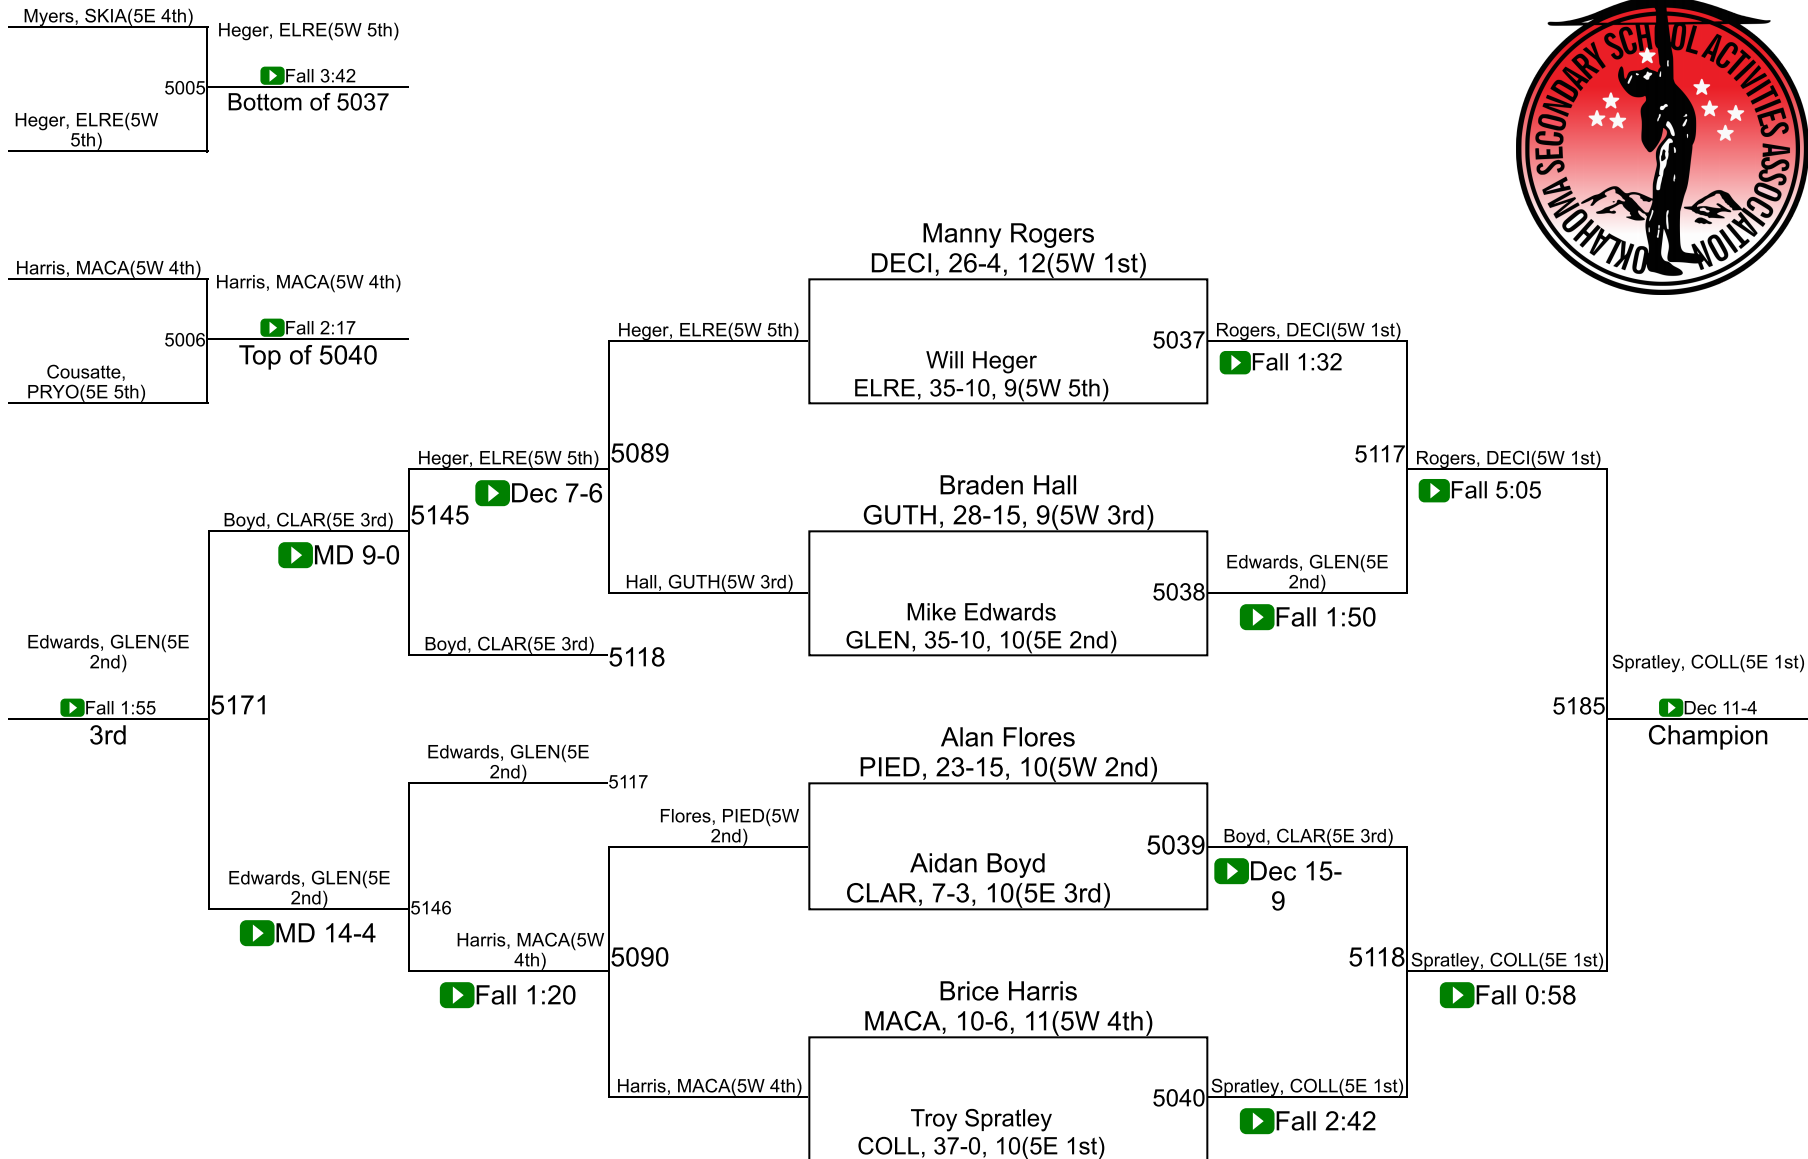 Myers, SKIA(5E 4th)
Heger, ELRE(5W 5th)
Fall 3:42
5005
Bottom of 5037
Heger, ELRE(5W
5th)
OKLAHOMA SECONDARY SCHOOL ACTIVITIES ASSOCIATION
Harris, MACA(5W 4th)
Harris, MACA(5W 4th)
Fall 2:17
5006
Top of 5040
Cousatte,
PRYO(5E 5th)
Manny Rogers
DECI, 26-4, 12(5W 1st)
Heger, ELRE(5W 5th)
5037
Rogers, DECI(5W 1st)
Fall 1:32
Will Heger
ELRE, 35-10, 9(5W 5th)
Heger, ELRE(5W 5th)
5089
5117
Rogers, DECI(5W 1st)
Dec 7-6
Fall 5:05
Braden Hall
GUTH, 28-15, 9(5W 3rd)
Boyd, CLAR(5E 3rd)
5145
MD 9-0
Hall, GUTH(5W 3rd)
5038
Edwards, GLEN(5E
2nd)
Fall 1:50
Mike Edwards
GLEN, 35-10, 10(5E 2nd)
Boyd, CLAR(5E 3rd)
5118
Edwards, GLEN(5E
2nd)
Fall 1:55
3rd
5171
Spratley, COLL(5E 1st)
5185
Dec 11-4
Champion
Edwards, GLEN(5E
2nd)
5117
Alan Flores
PIED, 23-15, 10(5W 2nd)
Flores, PIED(5W
2nd)
5039
Boyd, CLAR(5E 3rd)
Dec 15-
9
Aidan Boyd
CLAR, 7-3, 10(5E 3rd)
Edwards, GLEN(5E
2nd)
5146
MD 14-4
Harris, MACA(5W
4th)
5090
Fall 1:20
5118
Spratley, COLL(5E 1st)
Fall 0:58
Brice Harris
MACA, 10-6, 11(5W 4th)
Harris, MACA(5W 4th)
5040
Spratley, COLL(5E 1st)
Fall 2:42
Troy Spratley
COLL, 37-0, 10(5E 1st)